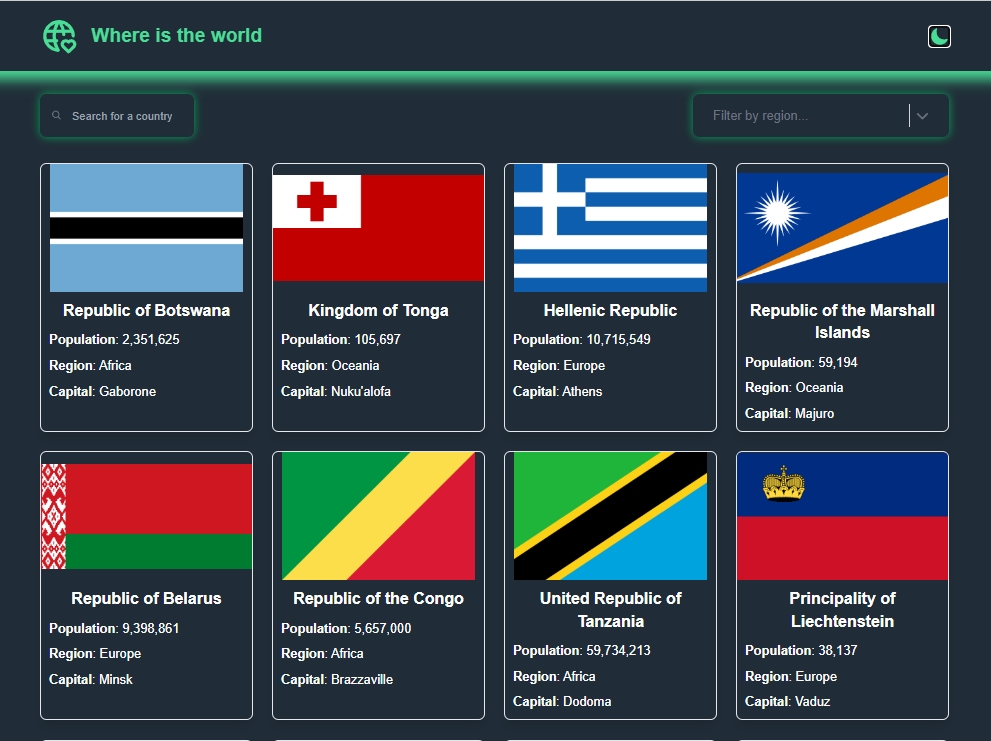 Where is the world
Search for a country
Filter by region...
Republic of Botswana
Population: 2,351,625
Region: Africa
Capital: Gaborone
Kingdom of Tonga
Population: 105,697
Region: Oceania
Capital: Nuku'alofa
Hellenic Republic
Population: 10,715,549
Region: Europe
Capital: Athens
Republic of the Marshall
Islands
Population: 59,194
Region: Oceania
Capital: Majuro
Republic of Belarus
Population: 9,398,861
Region: Europe
Capital: Minsk
Republic of the Congo
Population: 5,657,000
Region: Africa
Capital: Brazzaville
United Republic of
Tanzania
Population: 59,734,213
Region: Africa
Capital: Dodoma
Principality of
Liechtenstein
Population: 38,137
Region: Europe
Capital: Vaduz